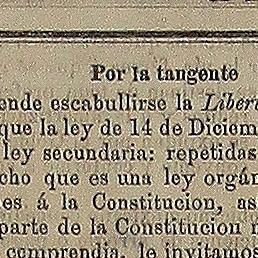 Por la tangente
ende escabullirse la Libert
que la ley de 14 de Diciem
ley secundaria: repetidas
cho que es una ley orgán
es á la Constitucion, as
parte de la Constitucion
comprendia, le invitamos